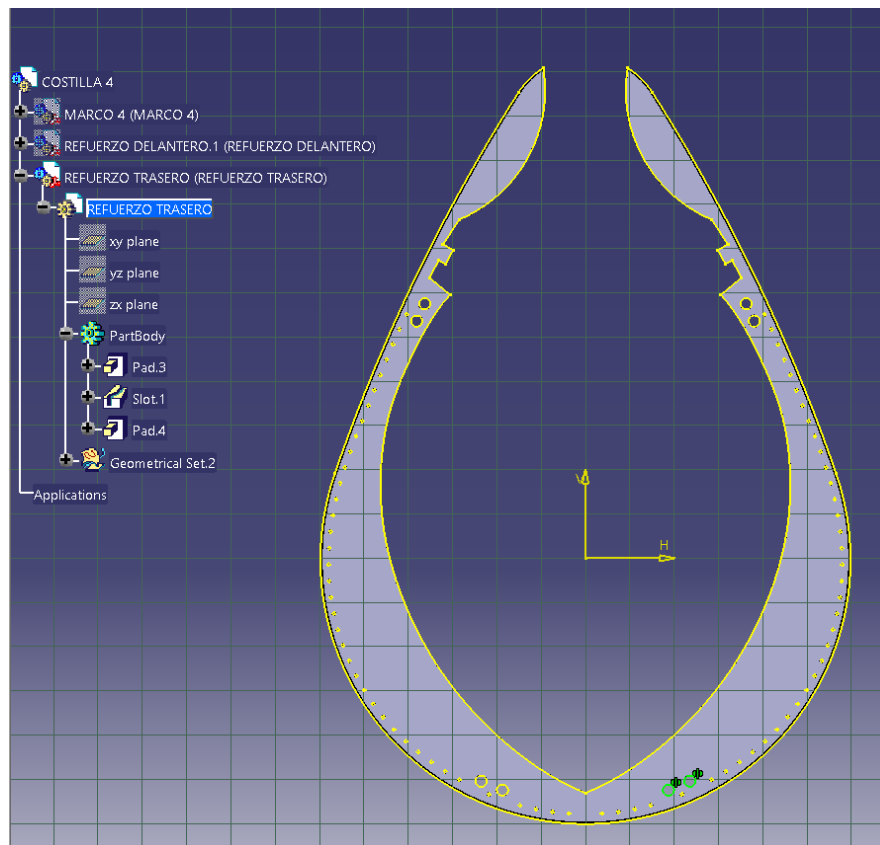 COSTILLA 4
MARCO 4 (MARCO 4)
REFUERZO DELANTERO.1 (REFUERZO DELANTERO)
REFUERZO TRASERO (REFUERZO TRASERO)
REFUERZO TRASERO
xy plane
yz plane
zx plane
PartBody
Pad.3
Slot.1
Pad.4
Geometrical Set.2
Applications
V
H